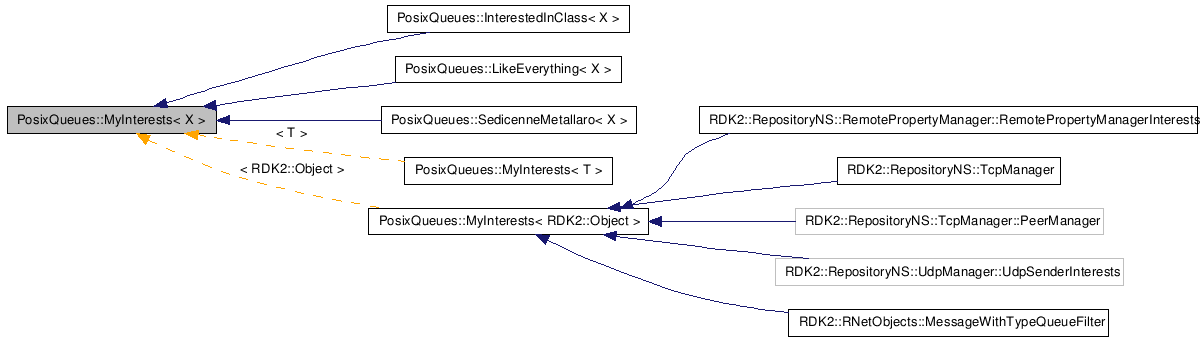 PosixQueues::InterestedInClass< X >
PosixQueues::LikeEverything< X >
PosixQueues::MyInterests< X >
PosixQueues::SedicenneMetallaro< X >
RDK2::RepositoryNS::RemotePropertyManager::RemotePropertyManagerInterests
< T >
< RDK2::Object >
PosixQueues::MyInterests< T >
RDK2::RepositoryNS::TcpManager
PosixQueues::MyInterests< RDK2::Object >
RDK2::RepositoryNS::TcpManager::PeerManager
RDK2::RepositoryNS::UdpManager::UdpSenderInterests
RDK2::RNetObjects::MessageWithTypeQueueFilter